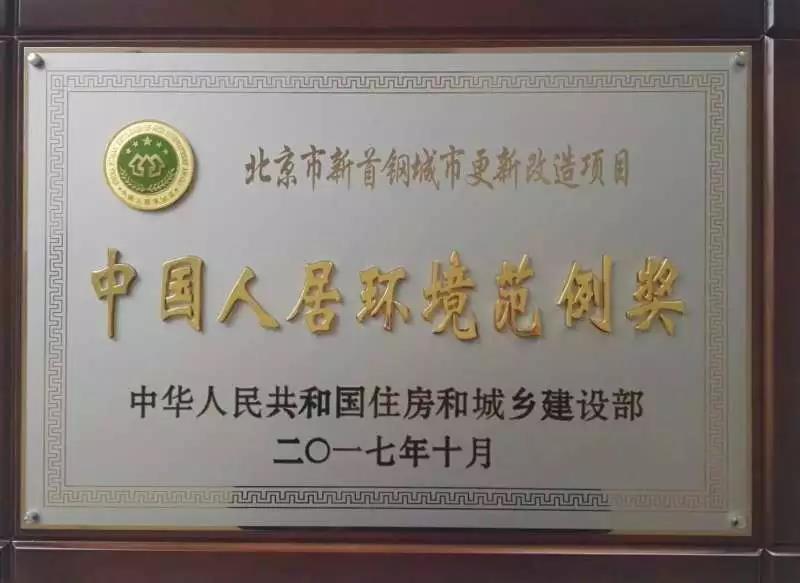 北京市新首钢城市更新改造项目
中国人居环境范例奖
中华人民共和国住房和城乡建设部
二〇一七年十月